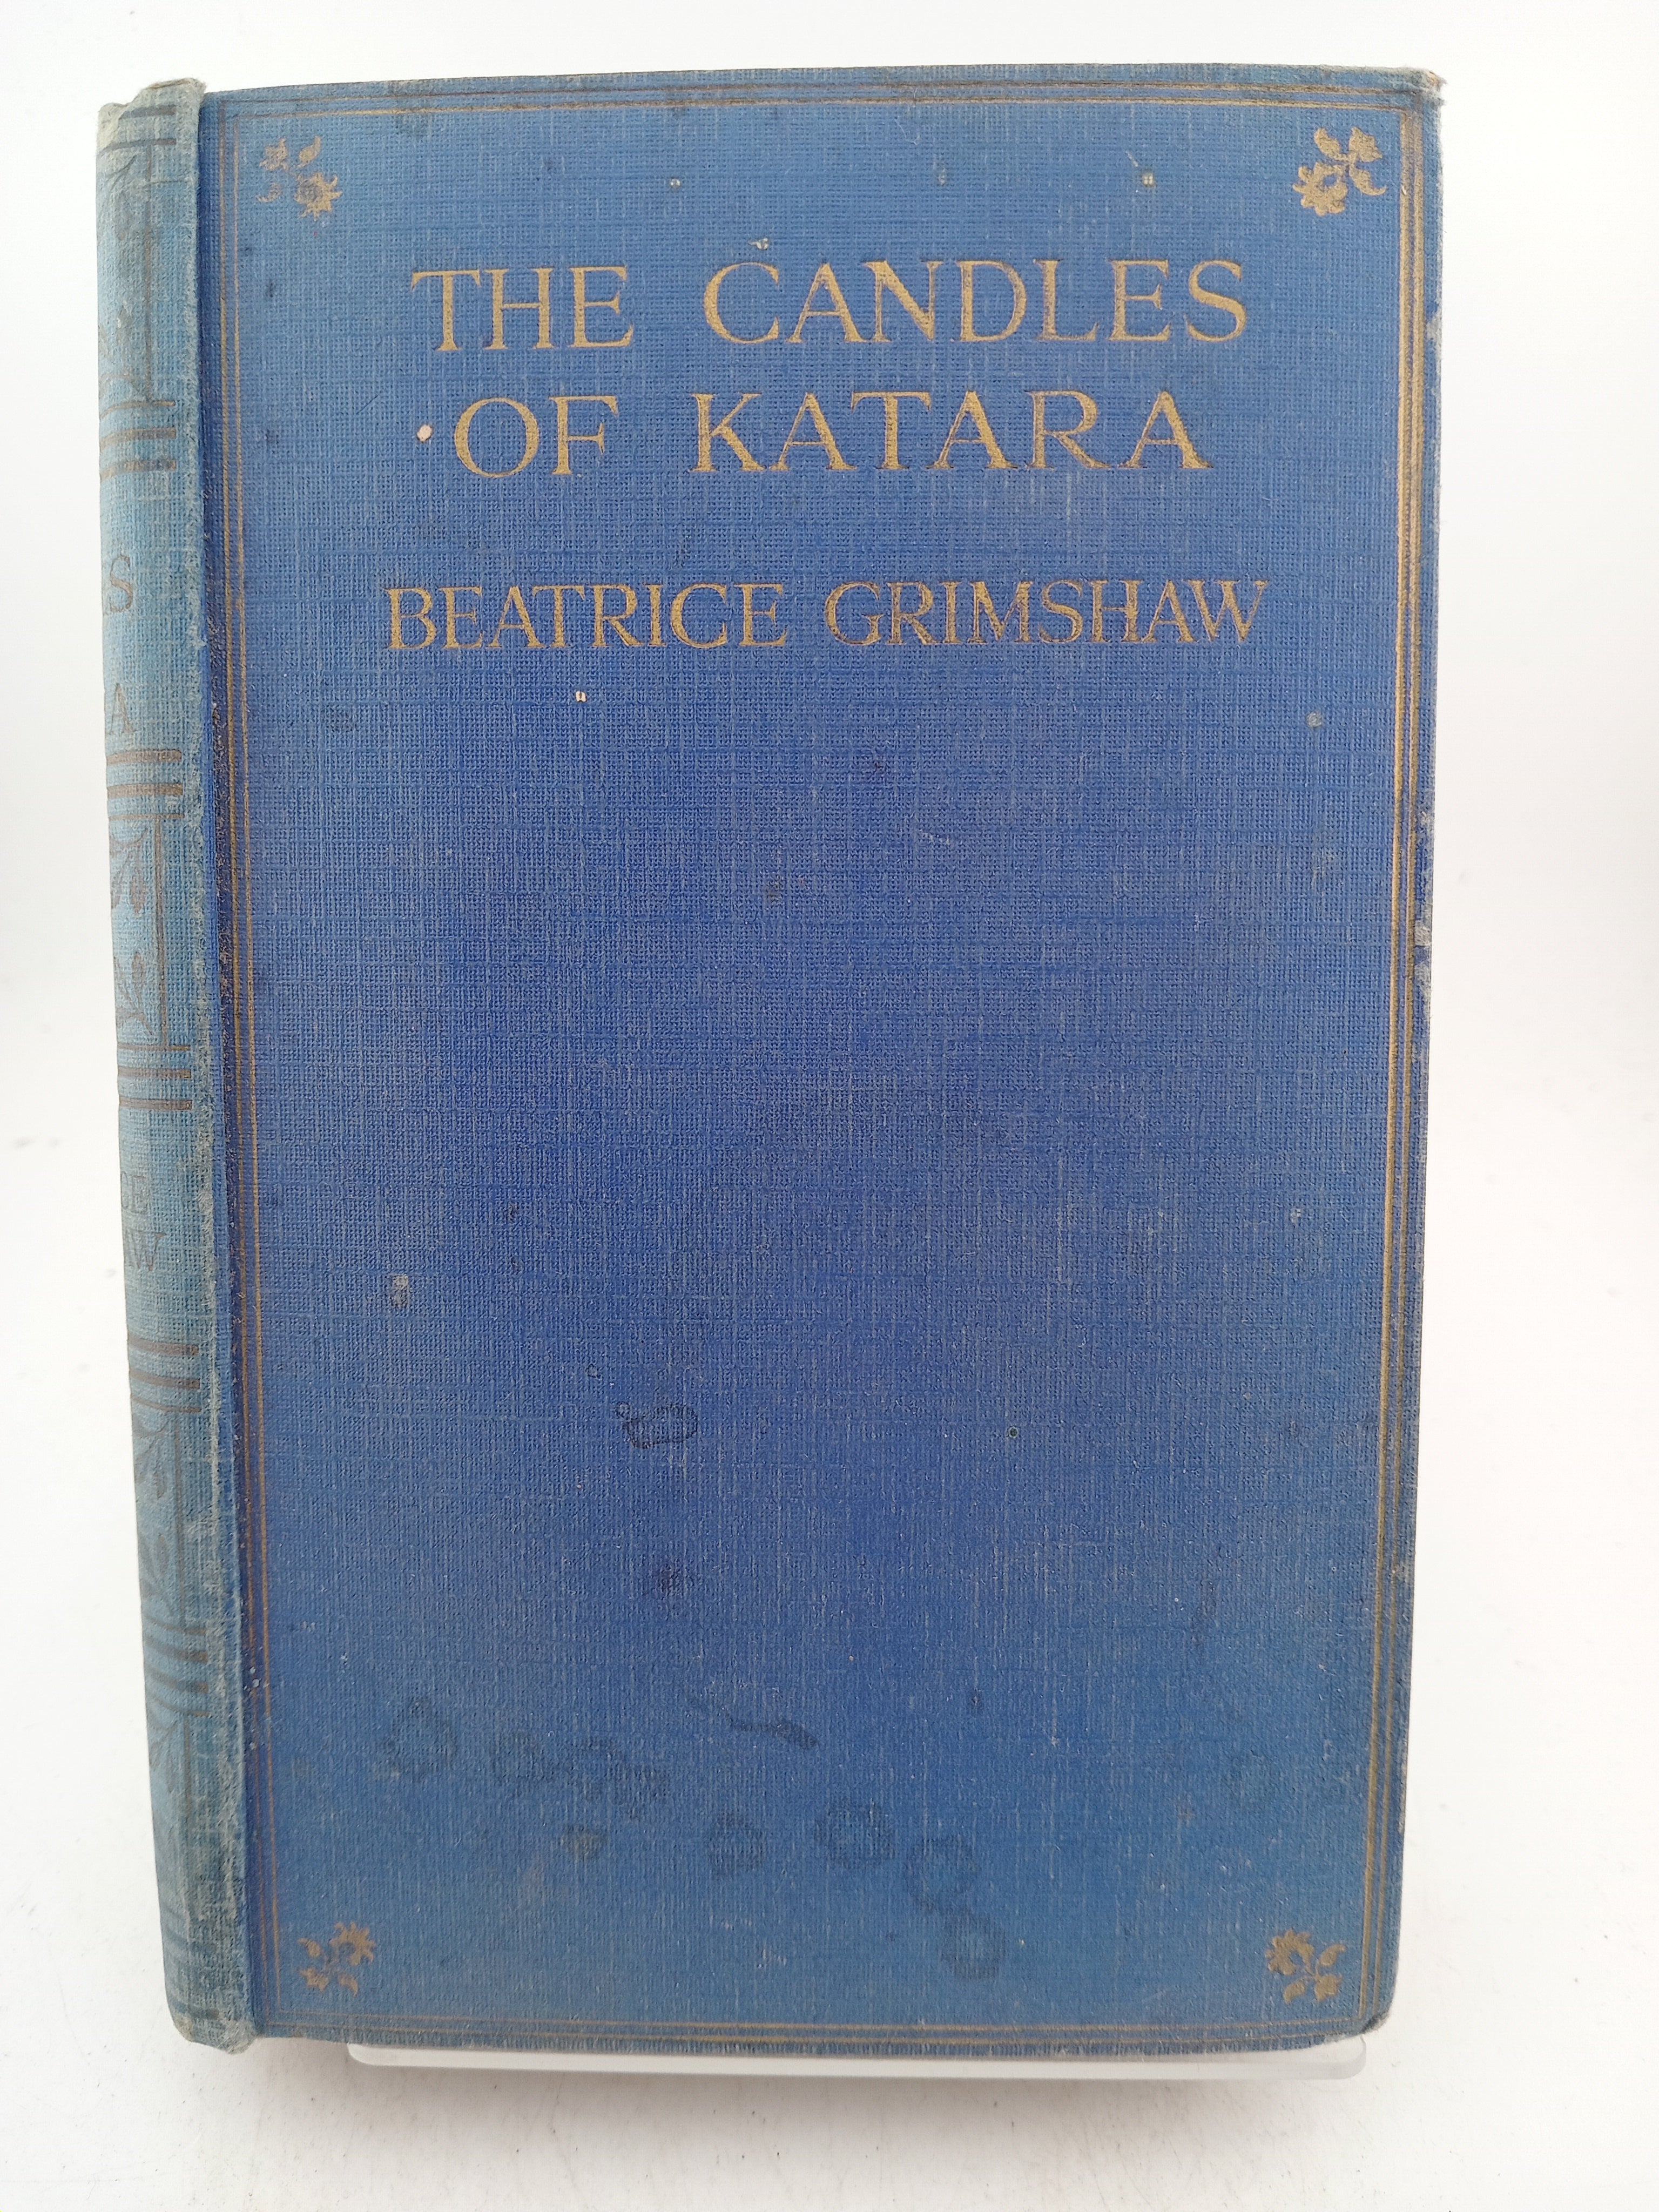 THE CANDLES
OF KATARA
BEATRICE GRIMSHAW